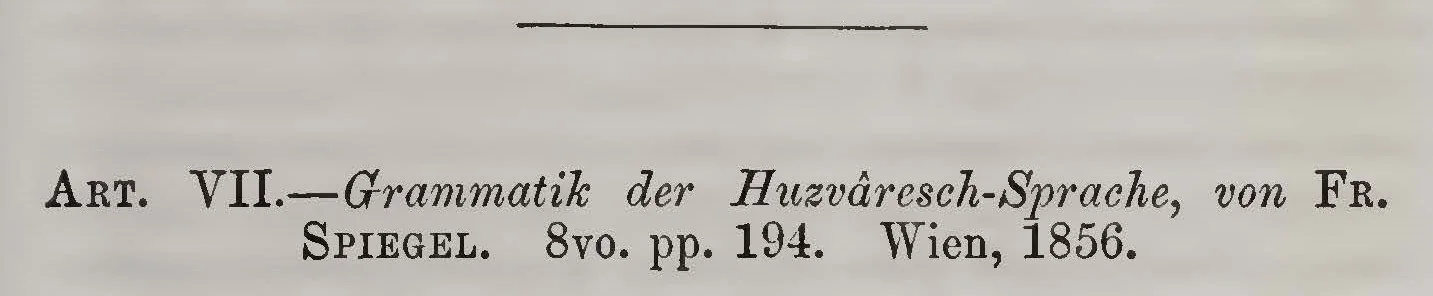 ART. VII.—Grammatik der Huzvâresch-Sprache, von FR.
SPIEGEL. 8vo. pp. 194. Wien, 1856.